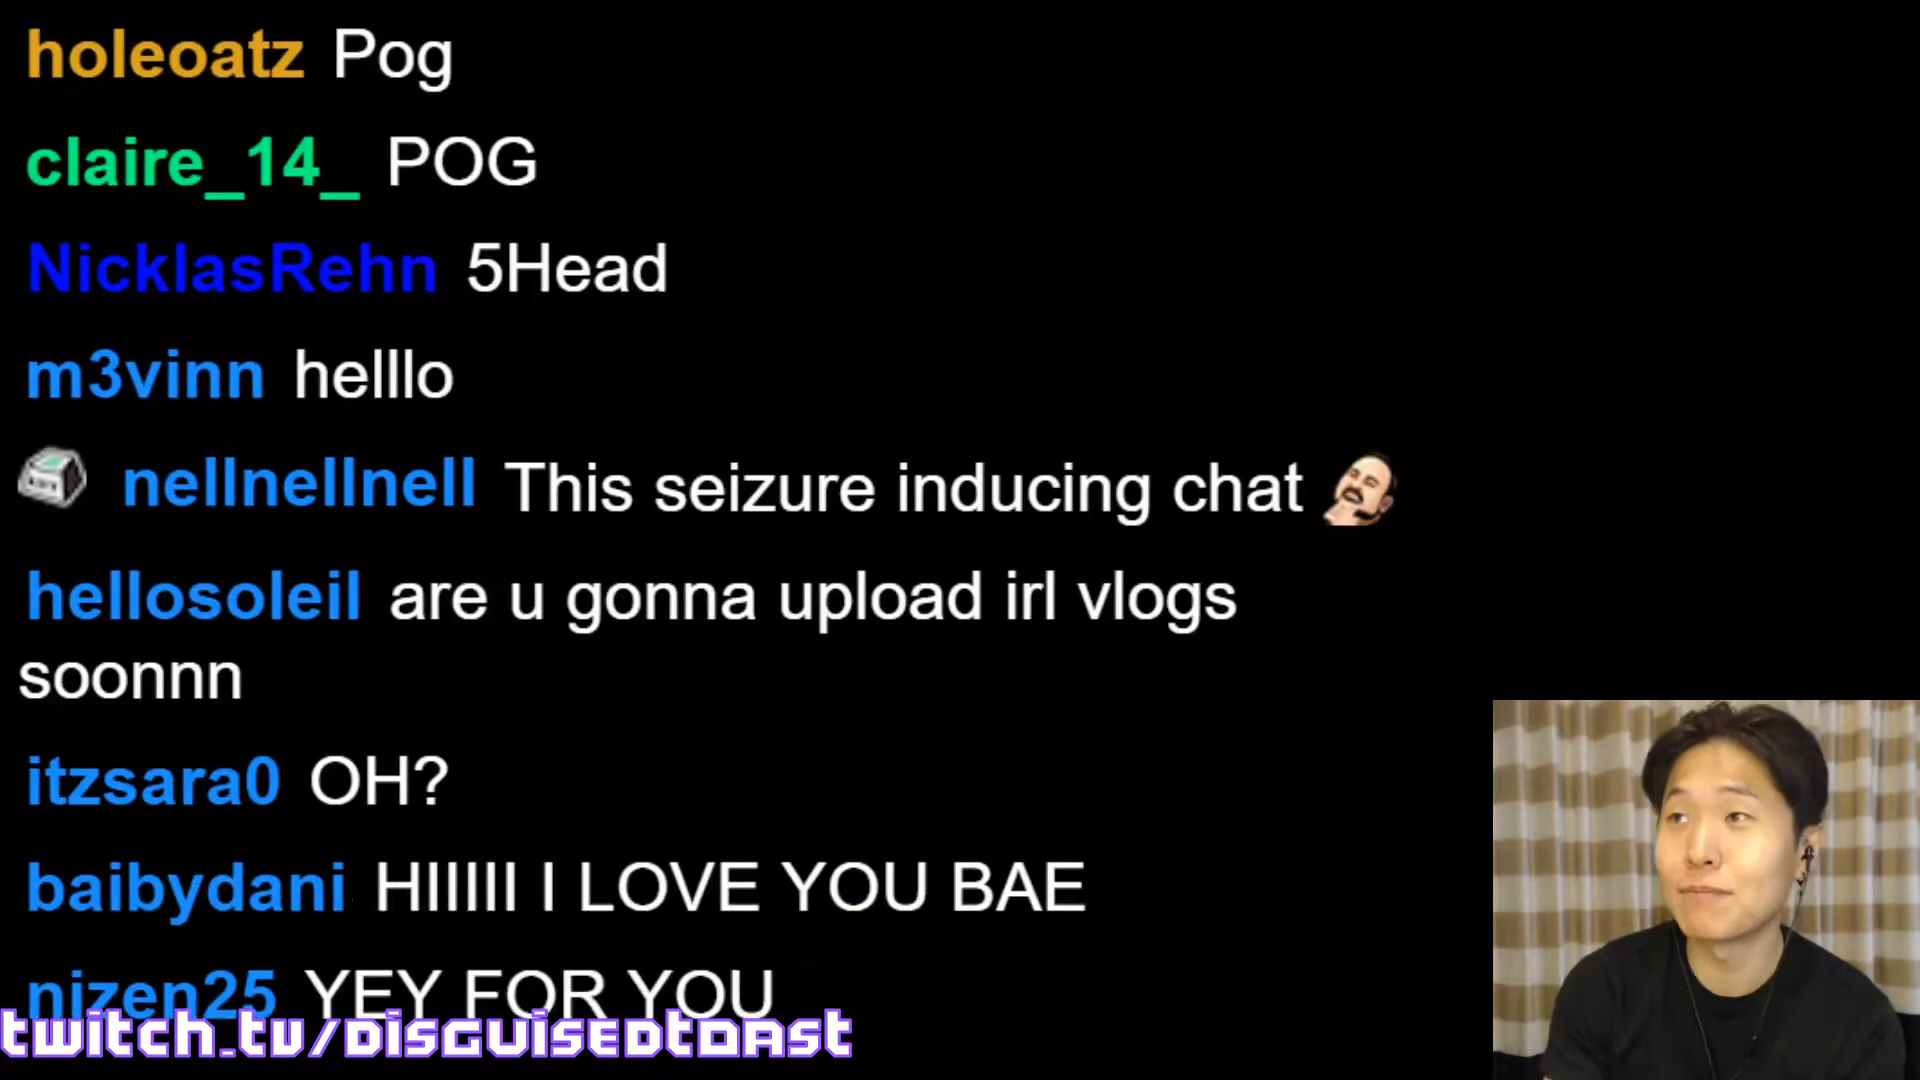 holeoatz Pog
claire_14_ POG
NicklasRehn 5Head
m3vinn helllo
nellnellnell This seizure inducing chat
hellosoleil are u gonna upload irl vlogs
soonnn
itzsara0 OH?
baibydani HIIIIII I LOVE YOU BAE
nizen25 YEY FOR YOU
twitch.tv/DISGUISEDTOAST